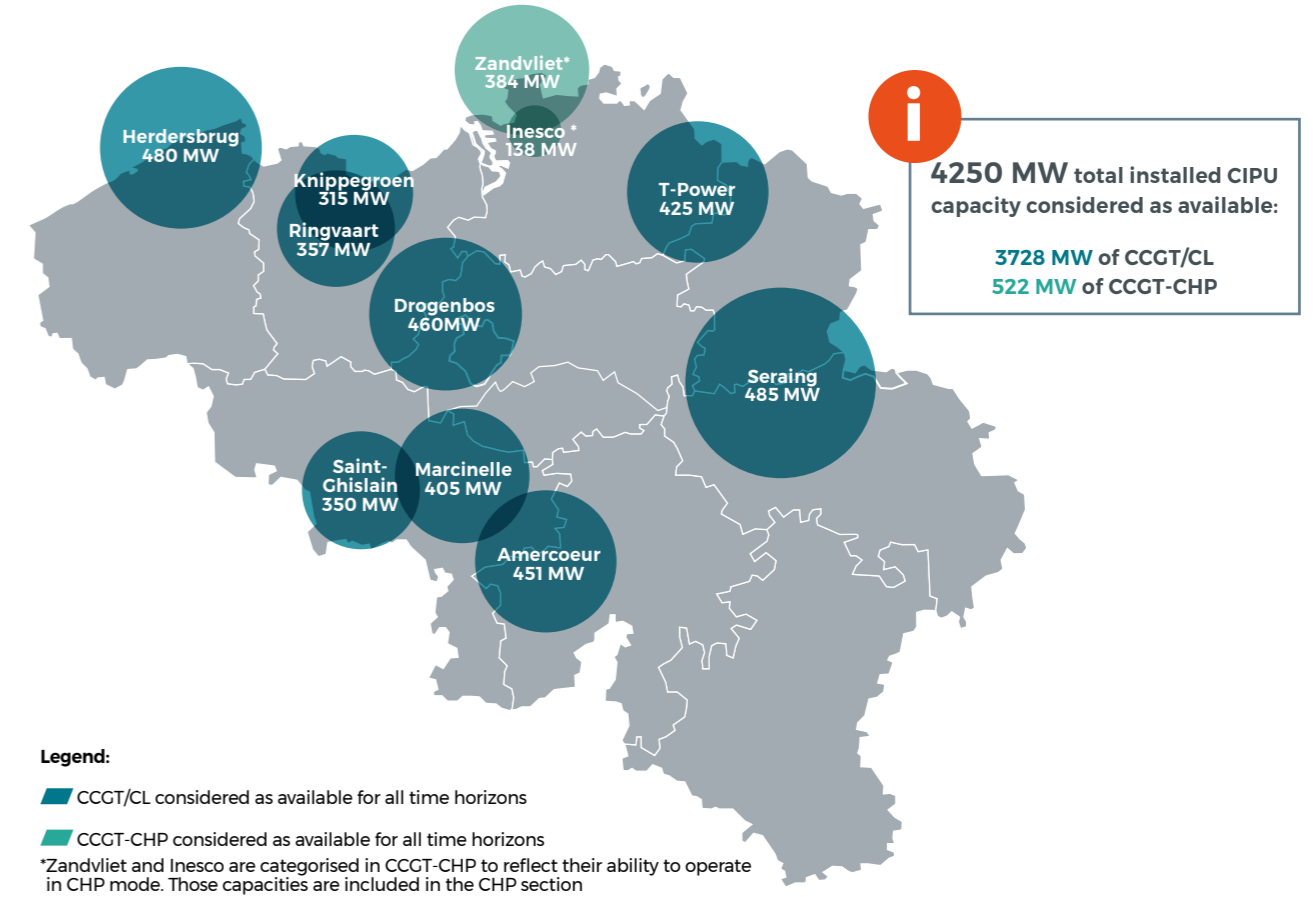 Zandvliet*
384 MW
Inesco *
138 MW
Herdersbrug
480 MW
Knippegroen
315 MW
Ringvaart
357 MW
T-Power
425 MW
Drogenbos
460MW
Seraing
485 MW
Saint-
Ghislain
350 MW
Marcinelle
405 MW
Amercoeur
451 MW
i
4250 MW total installed CIPU
capacity considered as available:
3728 MW of CCGT/CL
522 MW of CCGT-CHP
Legend:
CCGT/CL considered as available for all time horizons
CCGT-CHP considered as available for all time horizons
*Zandvliet and Inesco are categorised in CCGT-CHP to reflect their ability to operate
in CHP mode. Those capacities are included in the CHP section